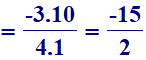 = -3.10/4.1 = -15/2